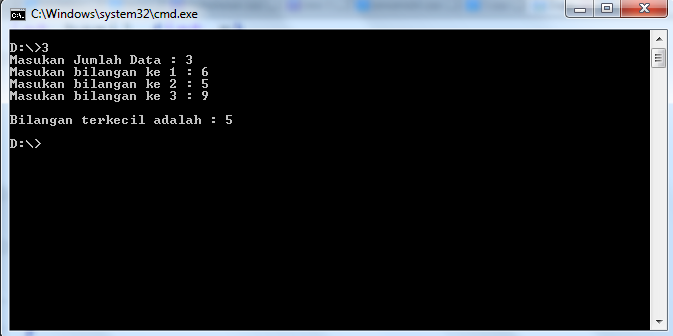 C:\Windows\system32\cmd.exe
D:\>3
Masukan Jumlah Data : 3
Masukan bilangan ke 1 : 6
Masukan bilangan ke 2 : 5
Masukan bilangan ke 3 : 9
Bilangan terkecil adalah : 5
D:\>